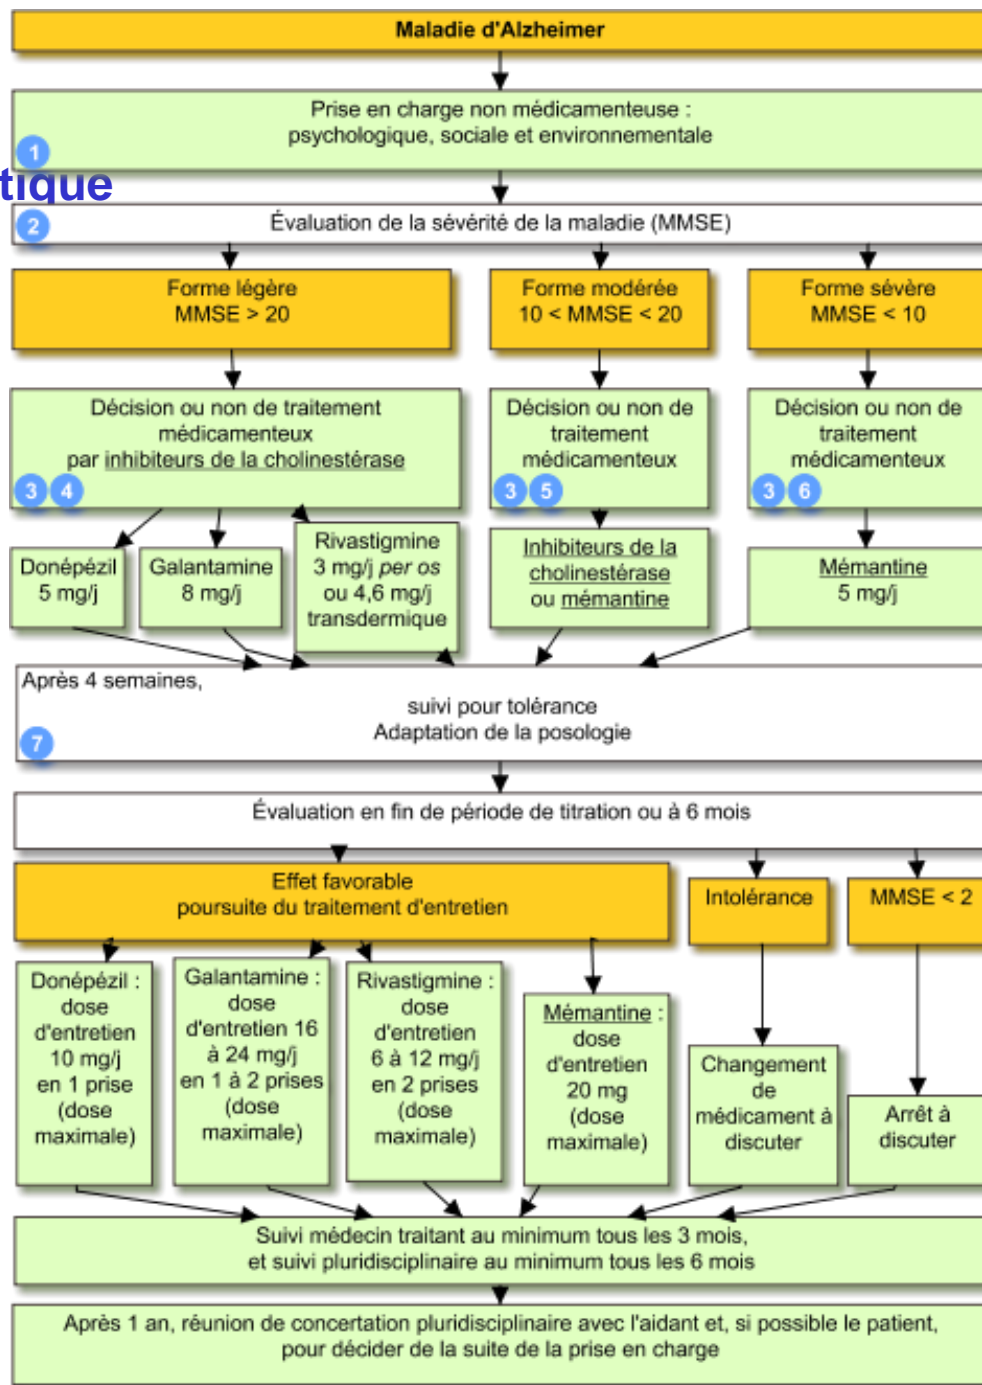 Maladie d'Alzheimer
Prise en charge non médicamenteuse :
psychologique, sociale et environnementale
1
tique
2
Évaluation de la sévérité de la maladie (MMSE)
Forme légère
MMSE > 20
Forme modérée
10 < MMSE < 20
Forme sévère
MMSE < 10
Décision ou non de traitement
médicamenteux
par inhibiteurs de la cholinestérase
3 4
Décision ou non de
traitement
médicamenteux
3 5
Décision ou non de
traitement
médicamenteux
3 6
Donépézil
5 mg/j
Galantamine
8 mg/j
Rivastigmine
3 mg/j per os
ou 4,6 mg/j
transdermique
Inhibiteurs de la
cholinestérase
ou mémantine
Mémantine
5 mg/j
Après 4 semaines,
suivi pour tolérance
Adaptation de la posologie
7
Évaluation en fin de période de titration ou à 6 mois
Effet favorable
poursuite du traitement d'entretien
Intolérance
MMSE < 2
Donépézil :
dose
d'entretien
10 mg/j
en 1 prise
(dose
maximale)
Galantamine :
dose
d'entretien 16
à 24 mg/j
en 1 à 2 prises
(dose
maximale)
Rivastigmine :
dose
d'entretien
6 à 12 mg/j
en 2 prises
(dose
maximale)
Mémantine :
dose
d'entretien
20 mg
(dose
maximale)
Changement
de
médicament à
discuter
Arrêt à
discuter
Suivi médecin traitant au minimum tous les 3 mois,
et suivi pluridisciplinaire au minimum tous les 6 mois
Après 1 an, réunion de concertation pluridisciplinaire avec l'aidant et, si possible le patient,
pour décider de la suite de la prise en charge